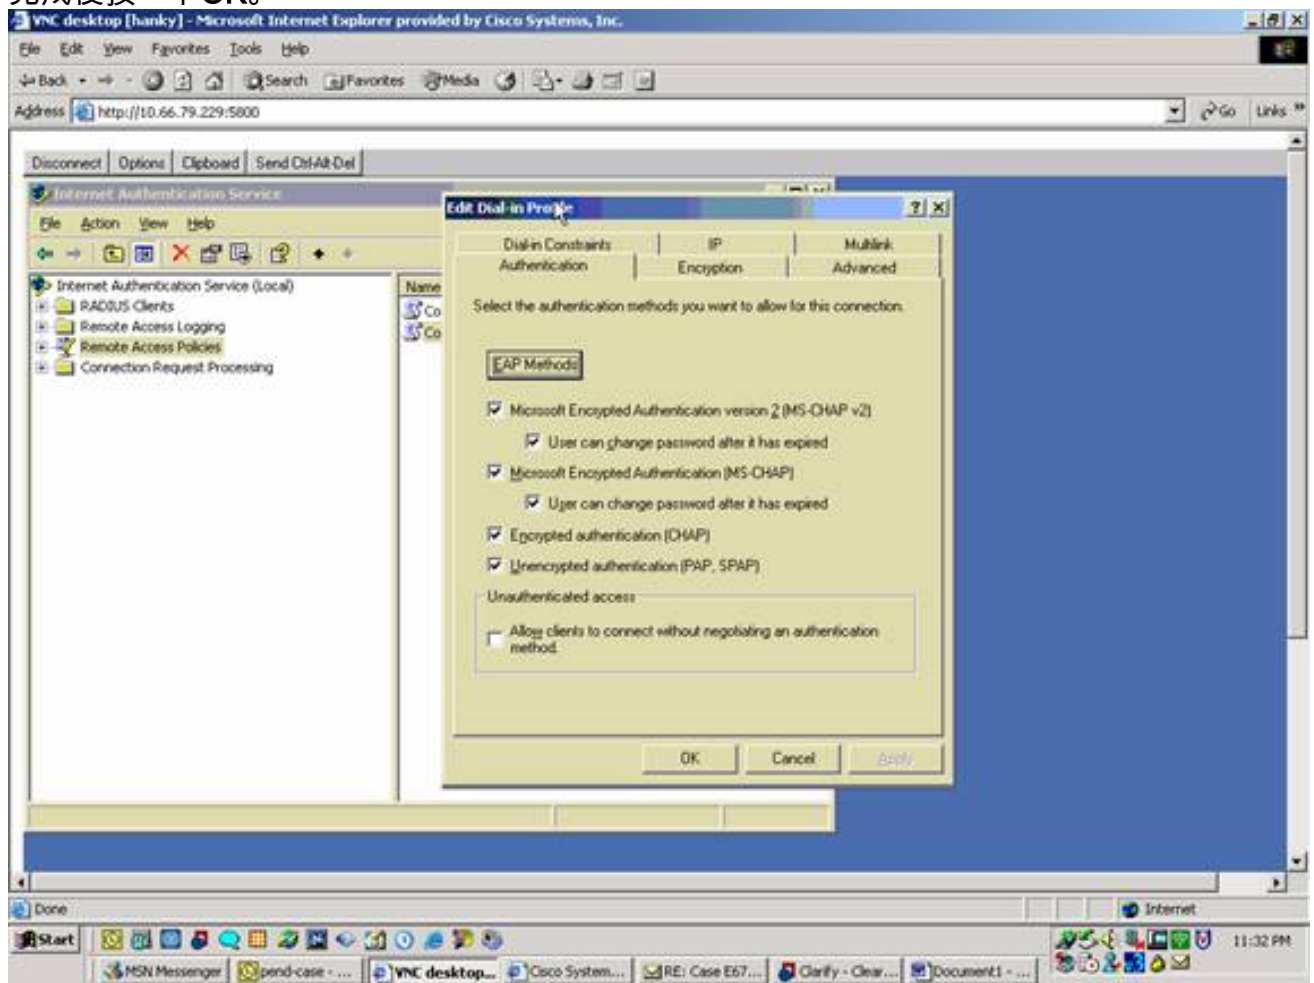 完成後按一下OK。
VNC desktop [hanky] - Microsoft Internet Explorer provided by Cisco Systems, Inc.
File Edit View Favorites Tools Help
Back Search Favorites Media
Address http://10.66.79.229:5800 Go Links »
Disconnect Options Clipboard Send Ctrl-Alt-Del
Internet Authentication Service
File Action View Help
Internet Authentication Service (Local)
RADIUS Clients
Remote Access Logging
Remote Access Policies
Connection Request Processing
Name
Co
Co
Edit Dial-in Profile
Dial-in Constraints IP Multilink
Authentication Encryption Advanced
Select the authentication methods you want to allow for this connection.
EAP Methods
Microsoft Encrypted Authentication version 2 (MS-CHAP v2)
User can change password after it has expired
Microsoft Encrypted Authentication (MS-CHAP)
User can change password after it has expired
Encrypted authentication (CHAP)
Unencrypted authentication (PAP, SPAP)
Unauthenticated access
Allow clients to connect without negotiating an authentication
method.
OK Cancel Apply
Done Internet
Start 11:32 PM
MSN Messenger pend-case - ... VNC desktop... Cisco System... RE: Case E67... Clarify - Clear... Document1 - ...